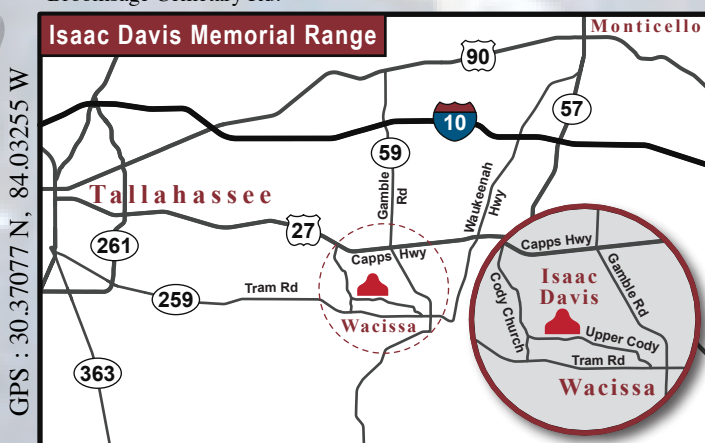 Isaac Davis Memorial Range
Monticello
90
10
57
59
Gamble
Rd
Waukeenah
Hwy
Tallahassee
27
Capps Hwy
261
259
Tram Rd
Wacissa
363
Capps Hwy
Isaac
Davis
Gamble Rd
Cody Church
Upper Cody
Tram Rd
Wacissa
GPS : 30.37077 N, 84.03255 W